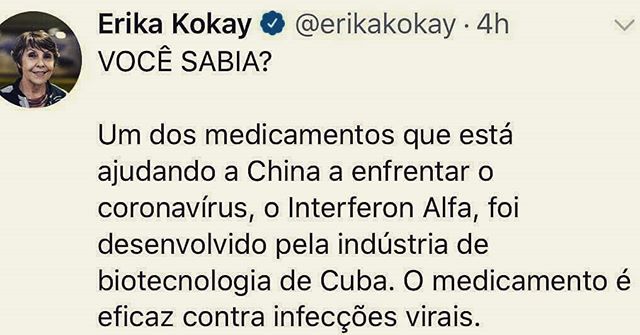 Erika Kokay @erikakokay · 4h
VOCÊ SABIA?
Um dos medicamentos que está
ajudando a China a enfrentar o
coronavírus, o Interferon Alfa, foi
desenvolvido pela indústria de
biotecnologia de Cuba. O medicamento é
eficaz contra infecções virais.